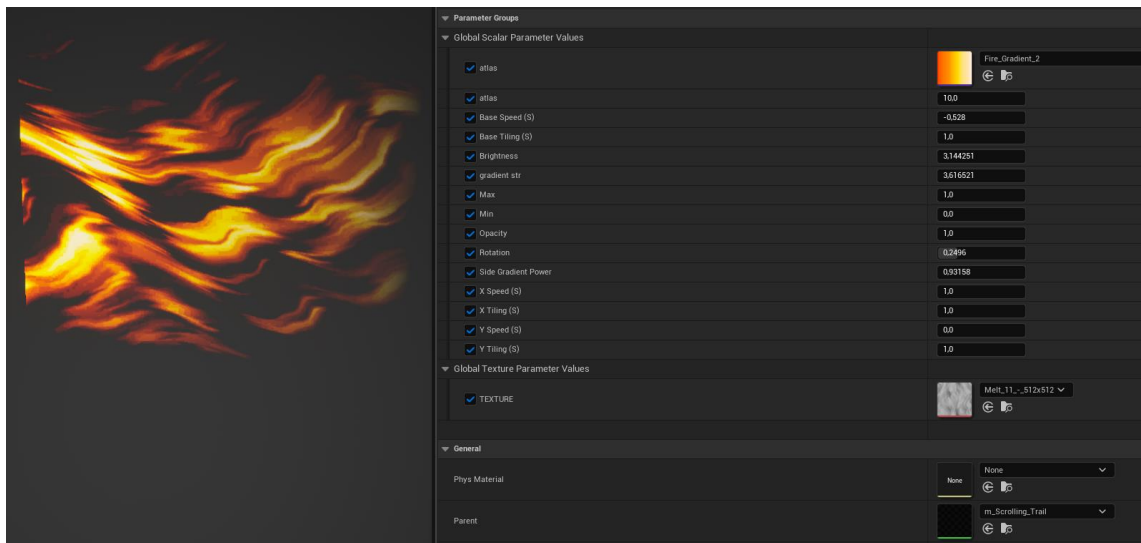 Parameter Groups
Global Scalar Parameter Values
atlas
Fire_Gradient_2
atlas 10,0
Base Speed (S) -0,528
Base Tiling (S) 1,0
Brightness 3,144251
gradient str 3,616521
Max 1,0
Min 0,0
Opacity 1,0
Rotation 0,2496
Side Gradient Power 0,93158
X Speed (S) 1,0
X Tiling (S) 1,0
Y Speed (S) 0,0
Y Tiling (S) 1,0
Global Texture Parameter Values
TEXTURE
Melt_11_-_512x512
General
Phys Material
None
None
Parent
m_Scrolling_Trail